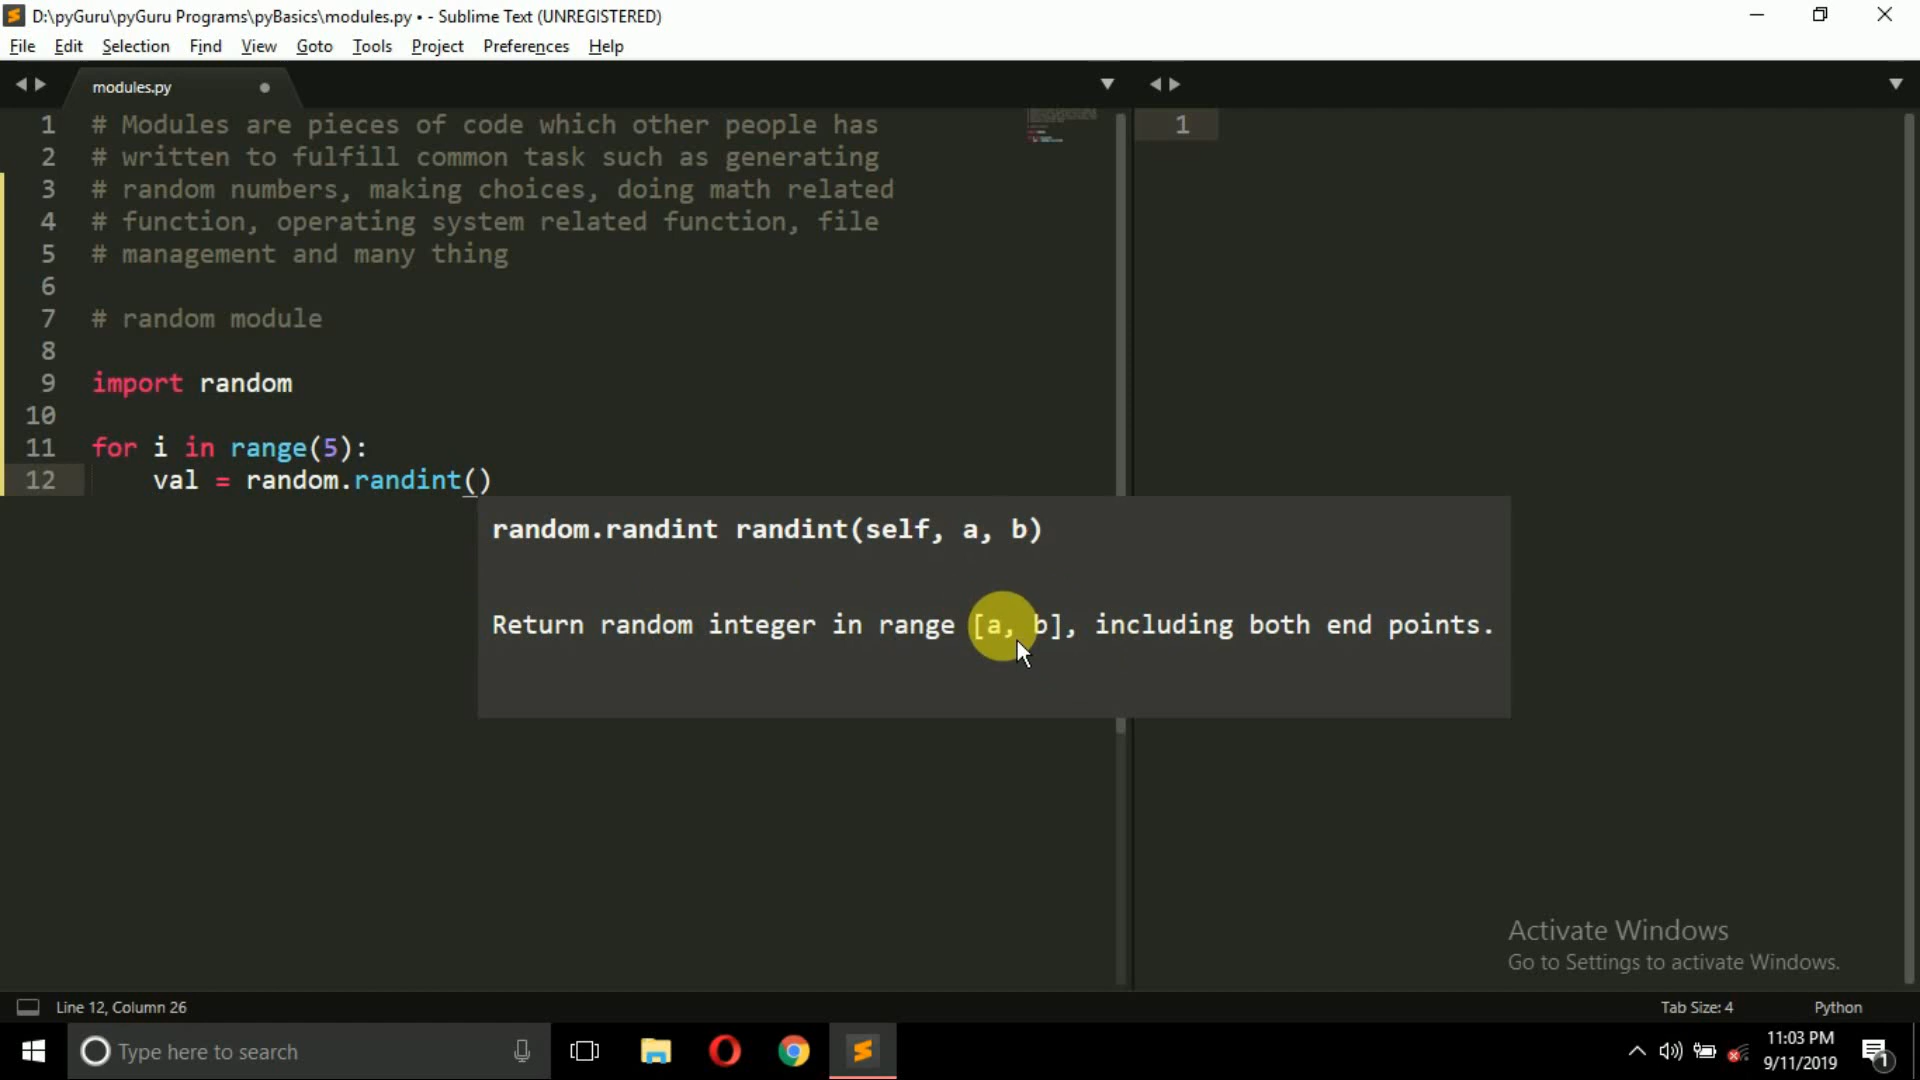 D:\pyGuru\pyGuru Programs\pyBasics\modules.py • - Sublime Text (UNREGISTERED)
File Edit Selection Find View Goto Tools Project Preferences Help
modules.py
1 # Modules are pieces of code which other people has
2 # written to fulfill common task such as generating
3 # random numbers, making choices, doing math related
4 # function, operating system related function, file
5 # management and many thing
6
7 # random module
8
9 import random
10
11 for i in range(5):
12 val = random.randint()
1
random.randint randint(self, a, b)
Return random integer in range [a, b], including both end points.
Activate Windows
Go to Settings to activate Windows.
Line 12, Column 26
Tab Size: 4
Python
Type here to search
11:03 PM
9/11/2019
1